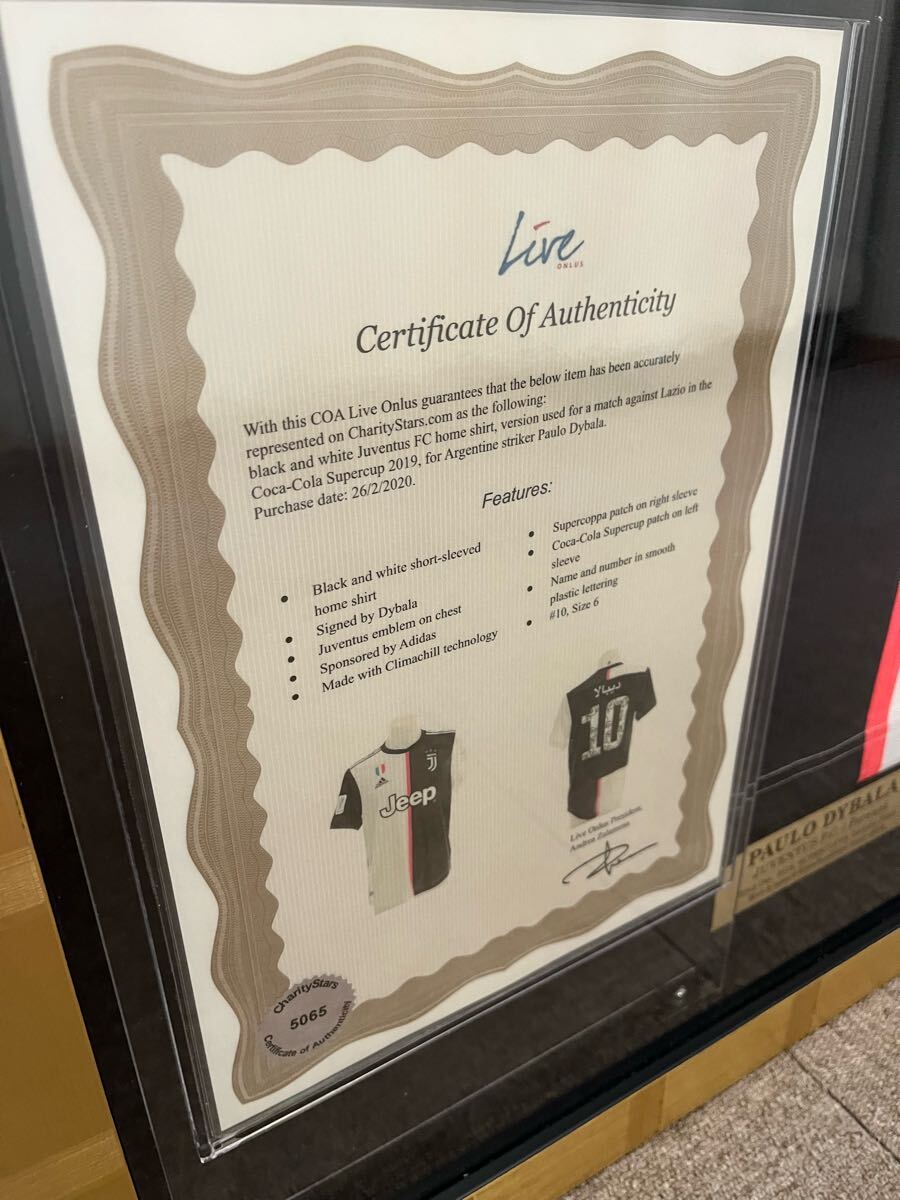 Live
ONLUS
Certificate Of Authenticity
With this COA Live Onlus guarantees that the below item has been accurately
represented on CharityStars.com as the following:
black and white Juventus FC home shirt, version used for a match against Lazio in the
Coca-Cola Supercup 2019, for Argentine striker Paulo Dybala.
Purchase date: 26/2/2020.
Features:
Black and white short-sleeved
home shirt
Signed by Dybala
Juventus emblem on chest
Sponsored by Adidas
Made with Climachill technology
Supercoppa patch on right sleeve
Coca-Cola Supercup patch on left
sleeve
Name and number in smooth
plastic lettering
#10, Size 6
Jeep
ديبالا
10
Live Onlus President,
Andrea
CharityStars
5065
Certificate of Authenticity
PAULO DYBALA
JUVENTUS F.C.